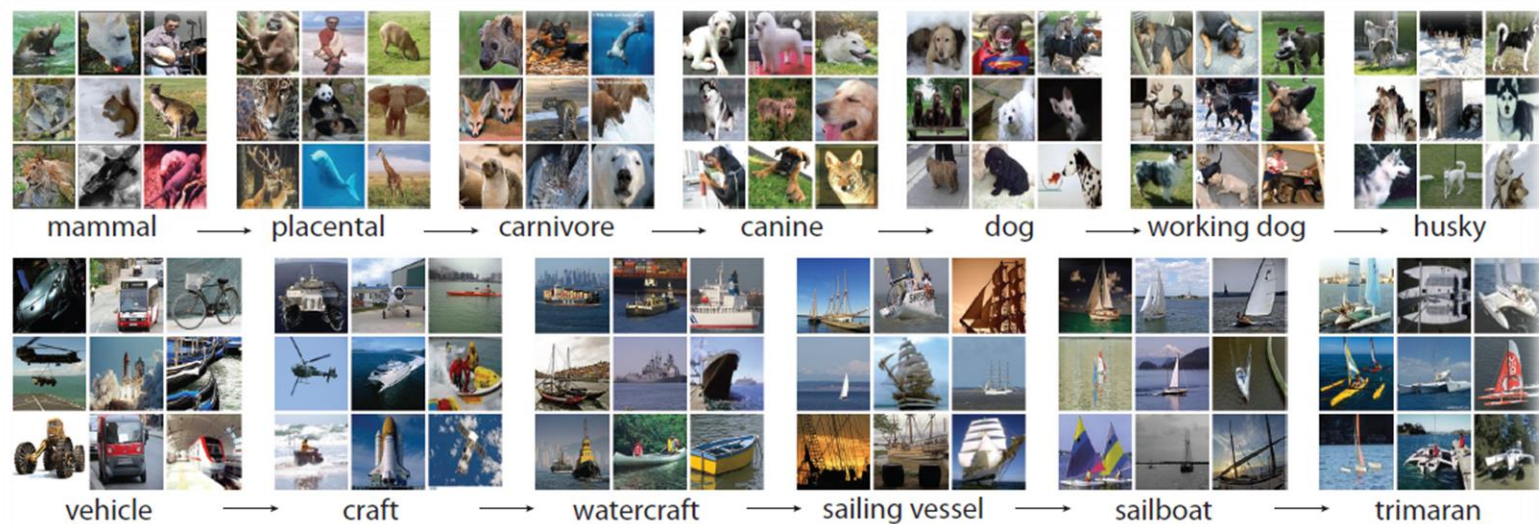 mammal → placental → carnivore → canine → dog → working dog → husky
vehicle → craft → watercraft → sailing vessel → sailboat → trimaran